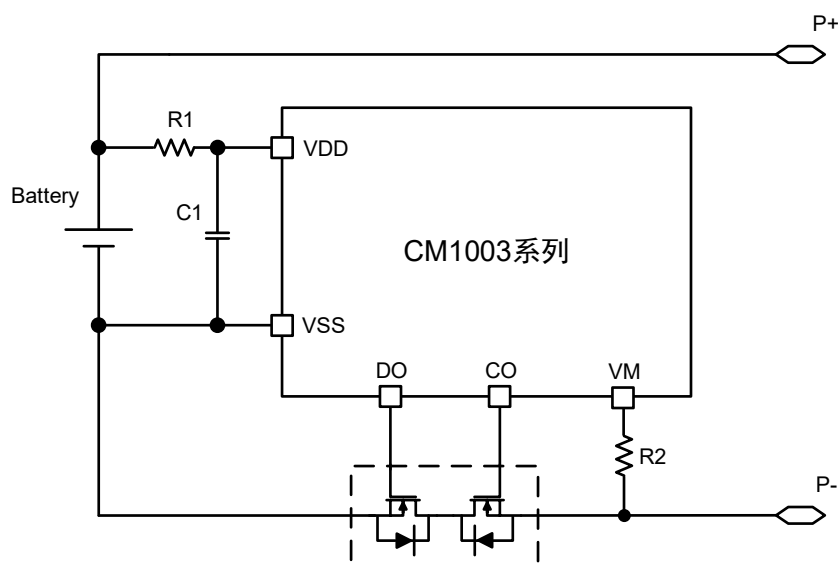 P+
R1
VDD
Battery
C1
CM1003系列
VSS
DO
CO
VM
R2
P-